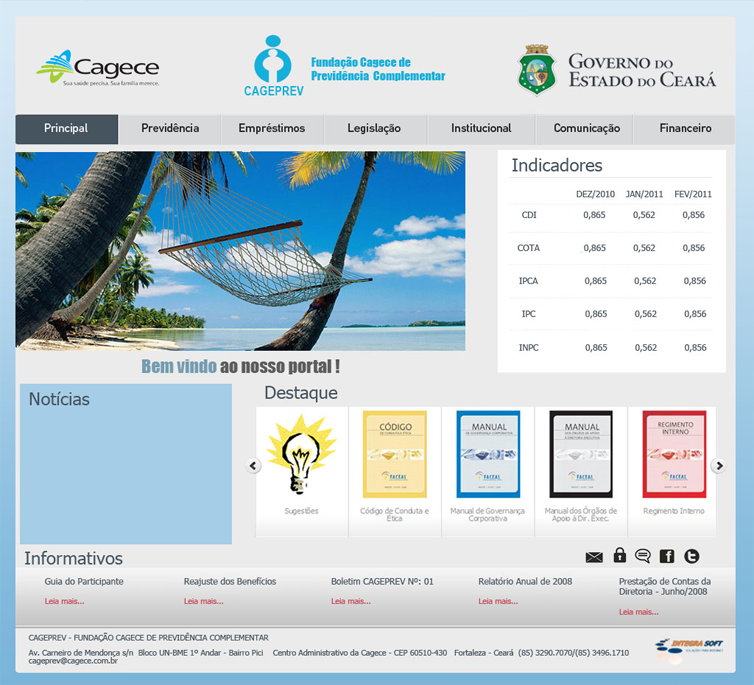 Cagece
Sua saúde precisa. Sua família merece.
CAGEPREV
Fundação Cagece de
Previdência Complementar
GOVERNO DO
ESTADO DO CEARÁ
Principal Previdência Empréstimos Legislação Institucional Comunicação Financeiro
Indicadores
DEZ/2010 JAN/2011 FEV/2011
CDI 0,865 0,562 0,856
COTA 0,865 0,562 0,856
IPCA 0,865 0,562 0,856
IPC 0,865 0,562 0,856
INPC 0,865 0,562 0,856
Bem vindo ao nosso portal !
Notícias
Destaque
CÓDIGO
DE CONDUTA E ÉTICA
FACEAL
MANUAL
DE GOVERNANÇA CORPORATIVA
FACEAL
MANUAL
DOS ÓRGÃOS DE APOIO
À DIRETORIA EXECUTIVA
FACEAL
REGIMENTO
INTERNO
FACEAL
Sugestões
Código de Conduta e
Etica
Manual de Governança
Corporativa
Manual dos Órgãos de
Apoio à Dir. Exec.
Regimento Interno
Informativos
Guia do Participante
Leia mais...
Reajuste dos Benefícios
Leia mais...
Boletim CAGEPREV Nº: 01
Leia mais...
Relatório Anual de 2008
Leia mais...
Prestação de Contas da
Diretoria - Junho/2008
Leia mais...
CAGEPREV - FUNDAÇÃO CAGECE DE PREVIDÊNCIA COMPLEMENTAR
Av. Carneiro de Mendonça s/n Bloco UN-BME 1º Andar - Bairro Pici Centro Administrativo da Cagece - CEP 60510-430 Fortaleza - Ceará (85) 3290.7070/(85) 3496.1710
cageprev@cagece.com.br
INTEGRA SOFT